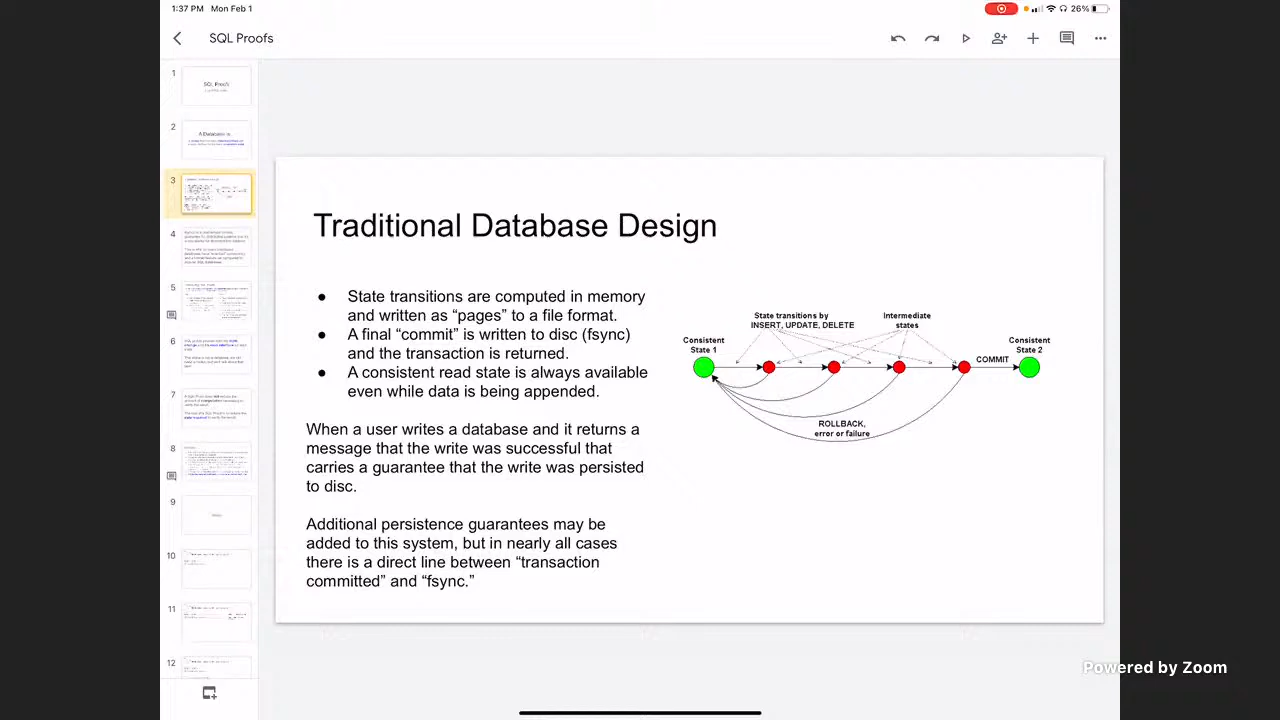 1:37 PM Mon Feb 1
26%
SQL Proofs
1
SQL Proofs
2
A Database is
3
4
5
6
7
8
9
10
11
12
Traditional Database Design
● State transitions are computed in memory
and written as “pages” to a file format.
● A final “commit” is written to disc (fsync)
and the transaction is returned.
● A consistent read state is always available
even while data is being appended.
When a user writes a database and it returns a
message that the write was successful that
carries a guarantee that the write was persisted
to disc.
Additional persistence guarantees may be
added to this system, but in nearly all cases
there is a direct line between “transaction
committed” and “fsync.”
State transitions by
INSERT, UPDATE, DELETE
Intermediate
states
Consistent
State 1
Consistent
State 2
COMMIT
ROLLBACK,
error or failure
Powered by Zoom